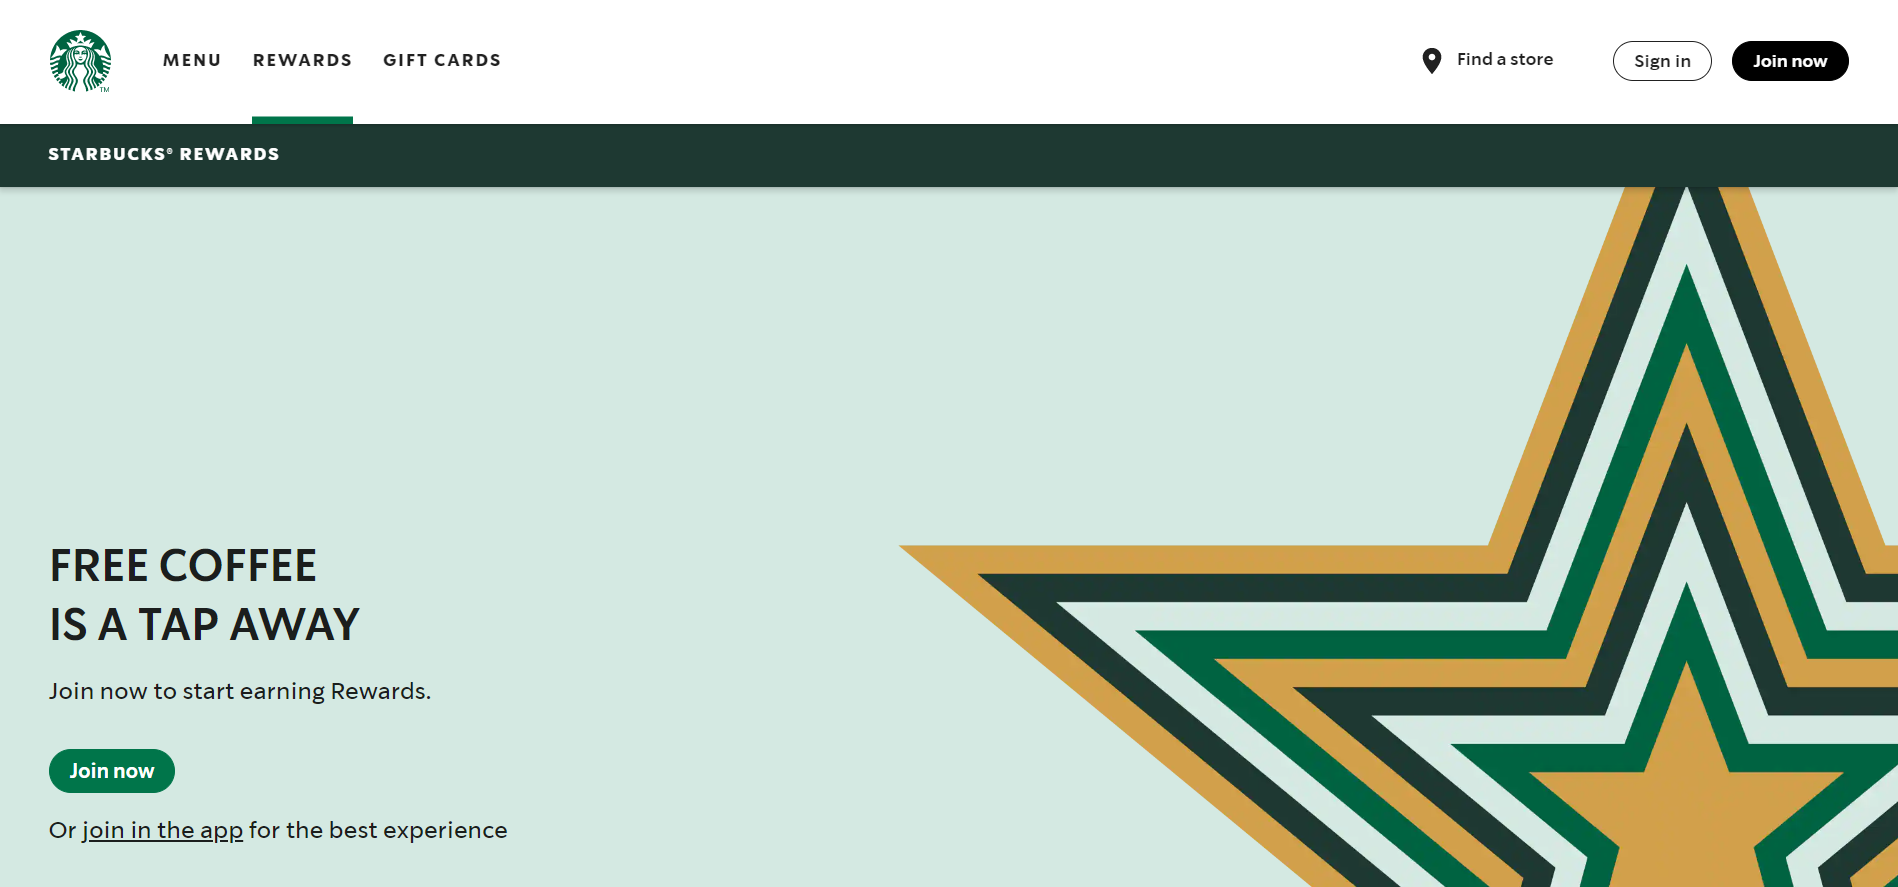 MENU REWARDS GIFT CARDS Find a store Sign in Join now
TM
STARBUCKS® REWARDS
FREE COFFEE
IS A TAP AWAY
Join now to start earning Rewards.
Join now
Or join in the app for the best experience